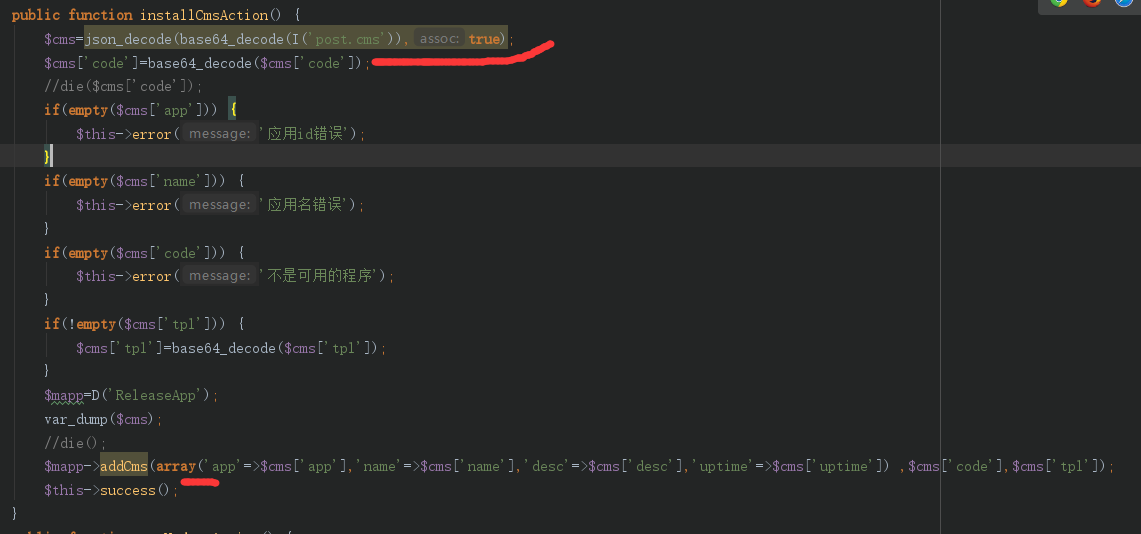 public function installCmsAction() {
$cms=json_decode(base64_decode(I('post.cms')), assoc: true);
$cms['code']=base64_decode($cms['code']);
//die($cms['code']);
if(empty($cms['app'])) {
$this->error( message: '应用id错误');
}
if(empty($cms['name'])) {
$this->error( message: '应用名错误');
}
if(empty($cms['code'])) {
$this->error( message: '不是可用的程序');
}
if(!empty($cms['tpl'])) {
$cms['tpl']=base64_decode($cms['tpl']);
}
$mapp=D('ReleaseApp');
var_dump($cms);
//die();
$mapp->addCms(array('app'=>$cms['app'],'name'=>$cms['name'],'desc'=>$cms['desc'],'uptime'=>$cms['uptime']) ,$cms['code'],$cms['tpl']);
$this->success();
}